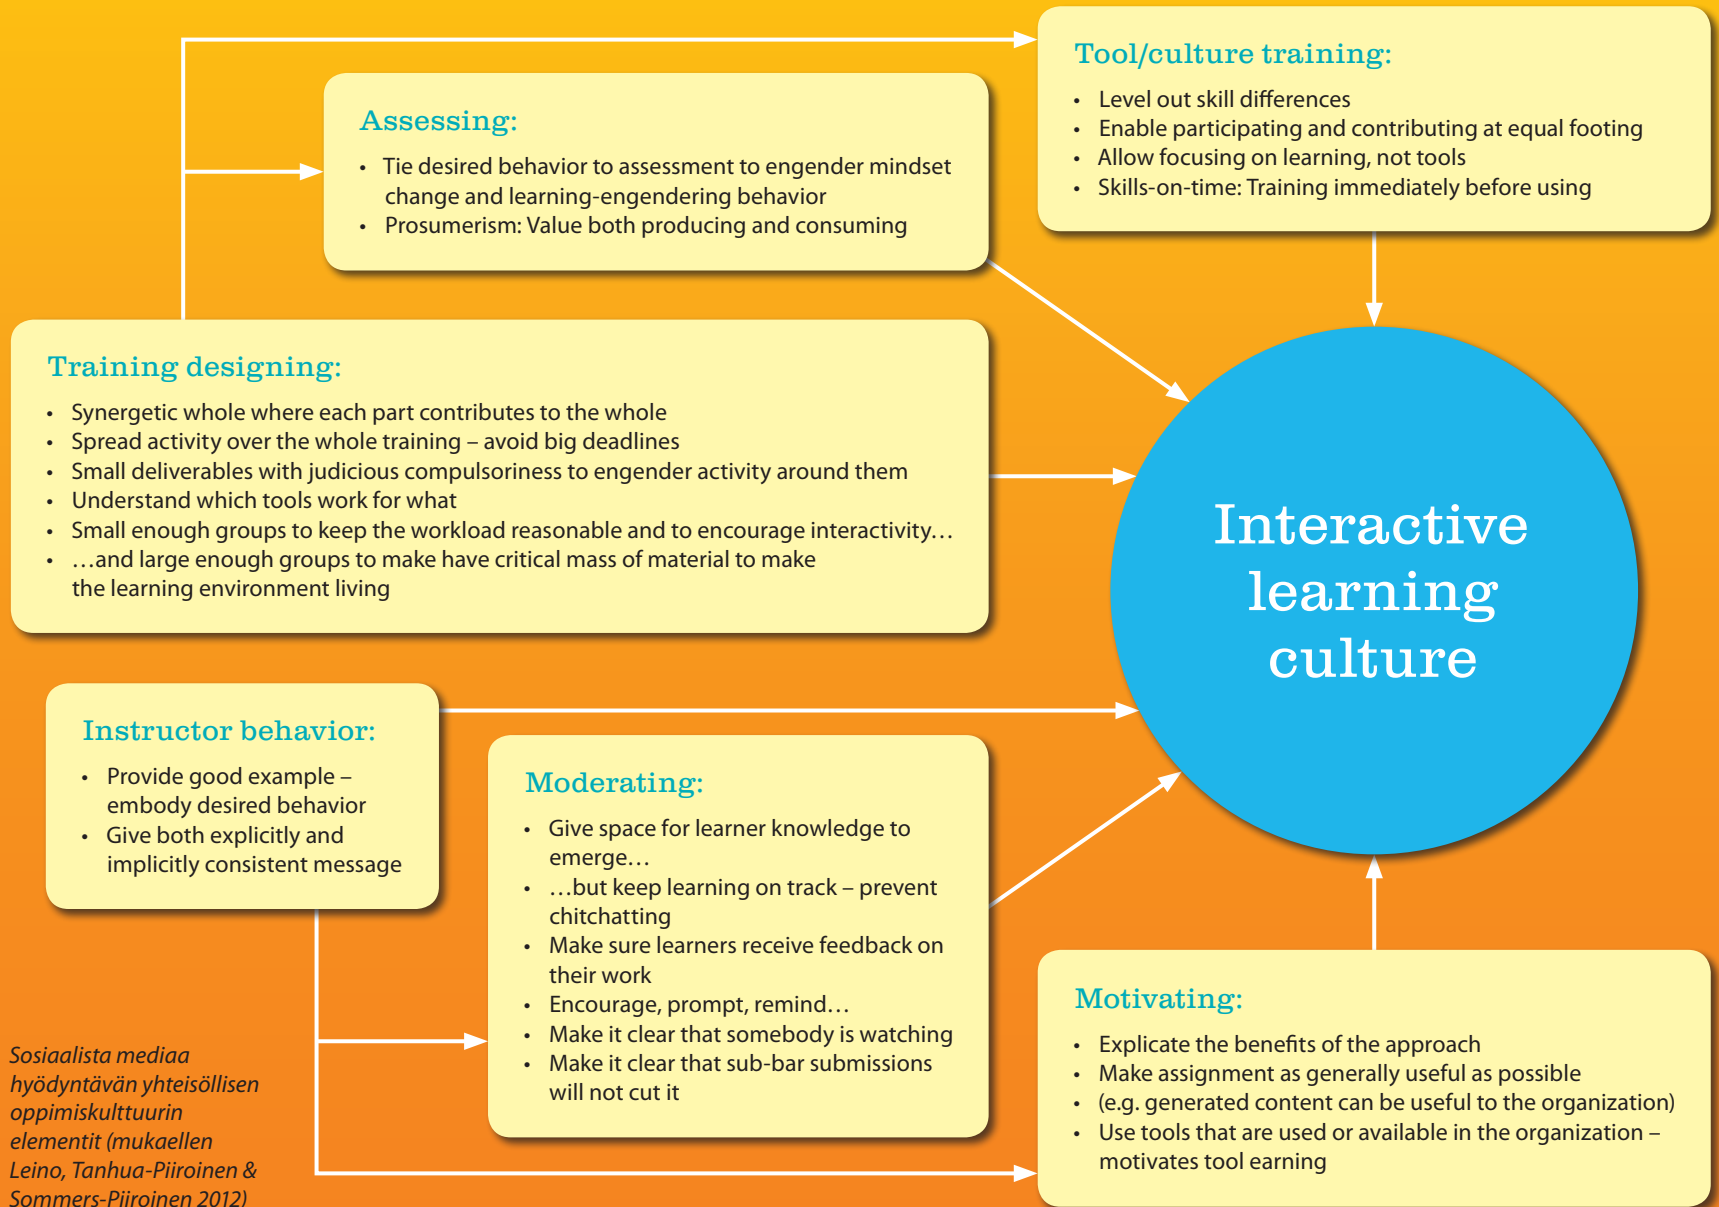 Tool/culture training:
• Level out skill differences
• Enable participating and contributing at equal footing
• Allow focusing on learning, not tools
• Skills-on-time: Training immediately before using
Assessing:
• Tie desired behavior to assessment to engender mindset
change and learning-engendering behavior
• Prosumerism: Value both producing and consuming
Training designing:
• Synergetic whole where each part contributes to the whole
• Spread activity over the whole training – avoid big deadlines
• Small deliverables with judicious compulsoriness to engender activity around them
• Understand which tools work for what
• Small enough groups to keep the workload reasonable and to encourage interactivity…
• …and large enough groups to make have critical mass of material to make
the learning environment living
Interactive
learning
culture
Instructor behavior:
• Provide good example –
embody desired behavior
• Give both explicitly and
implicitly consistent message
Moderating:
• Give space for learner knowledge to
emerge…
• …but keep learning on track – prevent
chitchatting
• Make sure learners receive feedback on
their work
• Encourage, prompt, remind…
• Make it clear that somebody is watching
• Make it clear that sub-bar submissions
will not cut it
Motivating:
• Explicate the benefits of the approach
• Make assignment as generally useful as possible
• (e.g. generated content can be useful to the organization)
• Use tools that are used or available in the organization –
motivates tool earning
Sosiaalista mediaa
hyödyntävän yhteisöllisen
oppimiskulttuurin
elementit (mukaellen
Leino, Tanhua-Piiroinen &
Sommers-Piiroinen 2012)